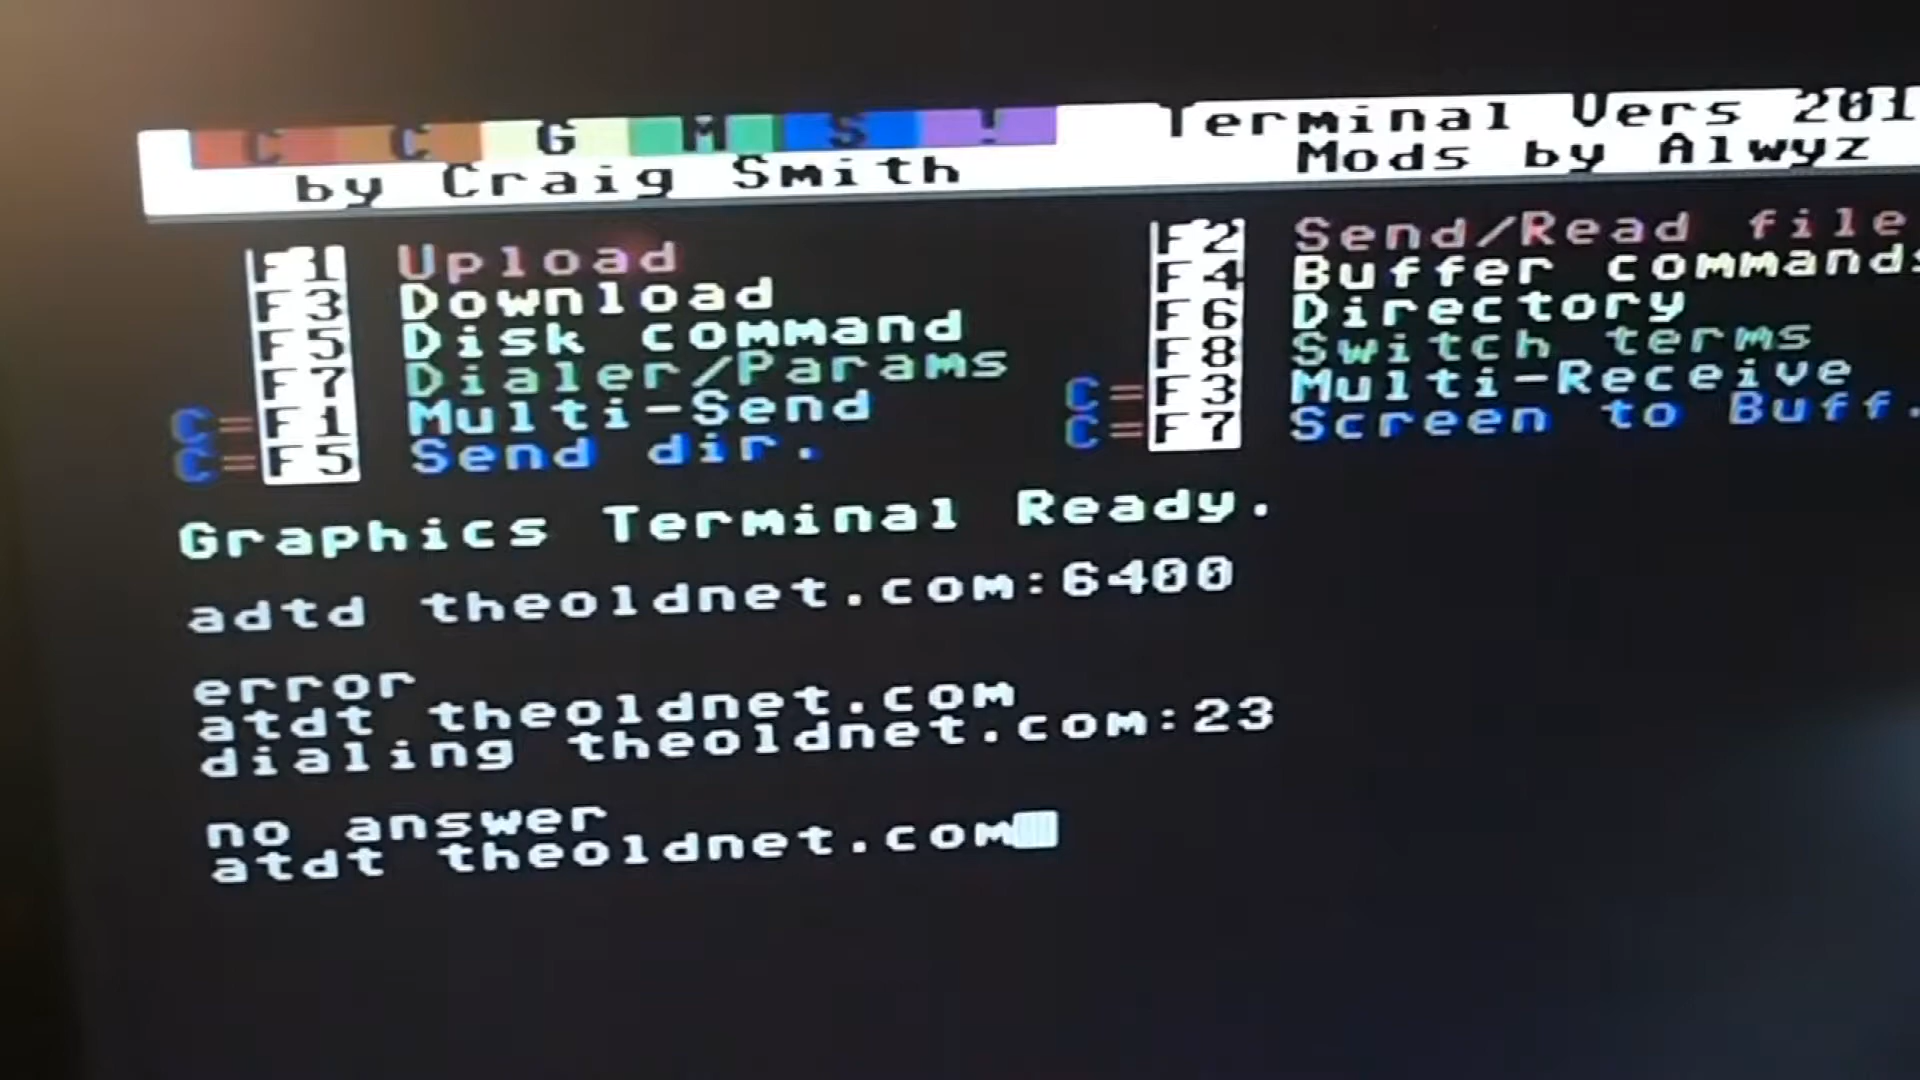 C C G M S ! Terminal Vers 201
by Craig Smith Mods by Alwyz
F1 Upload F2 Send/Read file
F3 Download F4 Buffer commands
F5 Disk command F6 Directory
F7 Dialer/Params F8 Switch terms
C=F1 Multi-Send C=F3 Multi-Receive
C=F5 Send dir. C=F7 Screen to Buff.
Graphics Terminal Ready.
adtd theoldnet.com:6400
error
atdt theoldnet.com
dialing theoldnet.com:23
no answer
atdt theoldnet.com